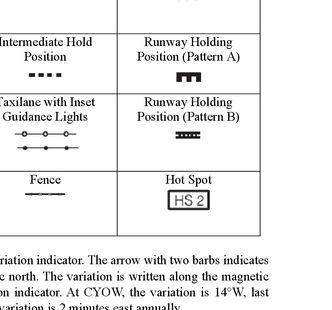 Intermediate Hold
Position
Runway Holding
Position (Pattern A)
Taxilane with Inset
Guidance Lights
Runway Holding
Position (Pattern B)
Fence
Hot Spot
HS 2
indicator. The arrow with two barbs indicates
north. The variation is written along the magnetic
indicator. At CYOW, the variation is 14°W, last
variation is 2 minutes east annually.